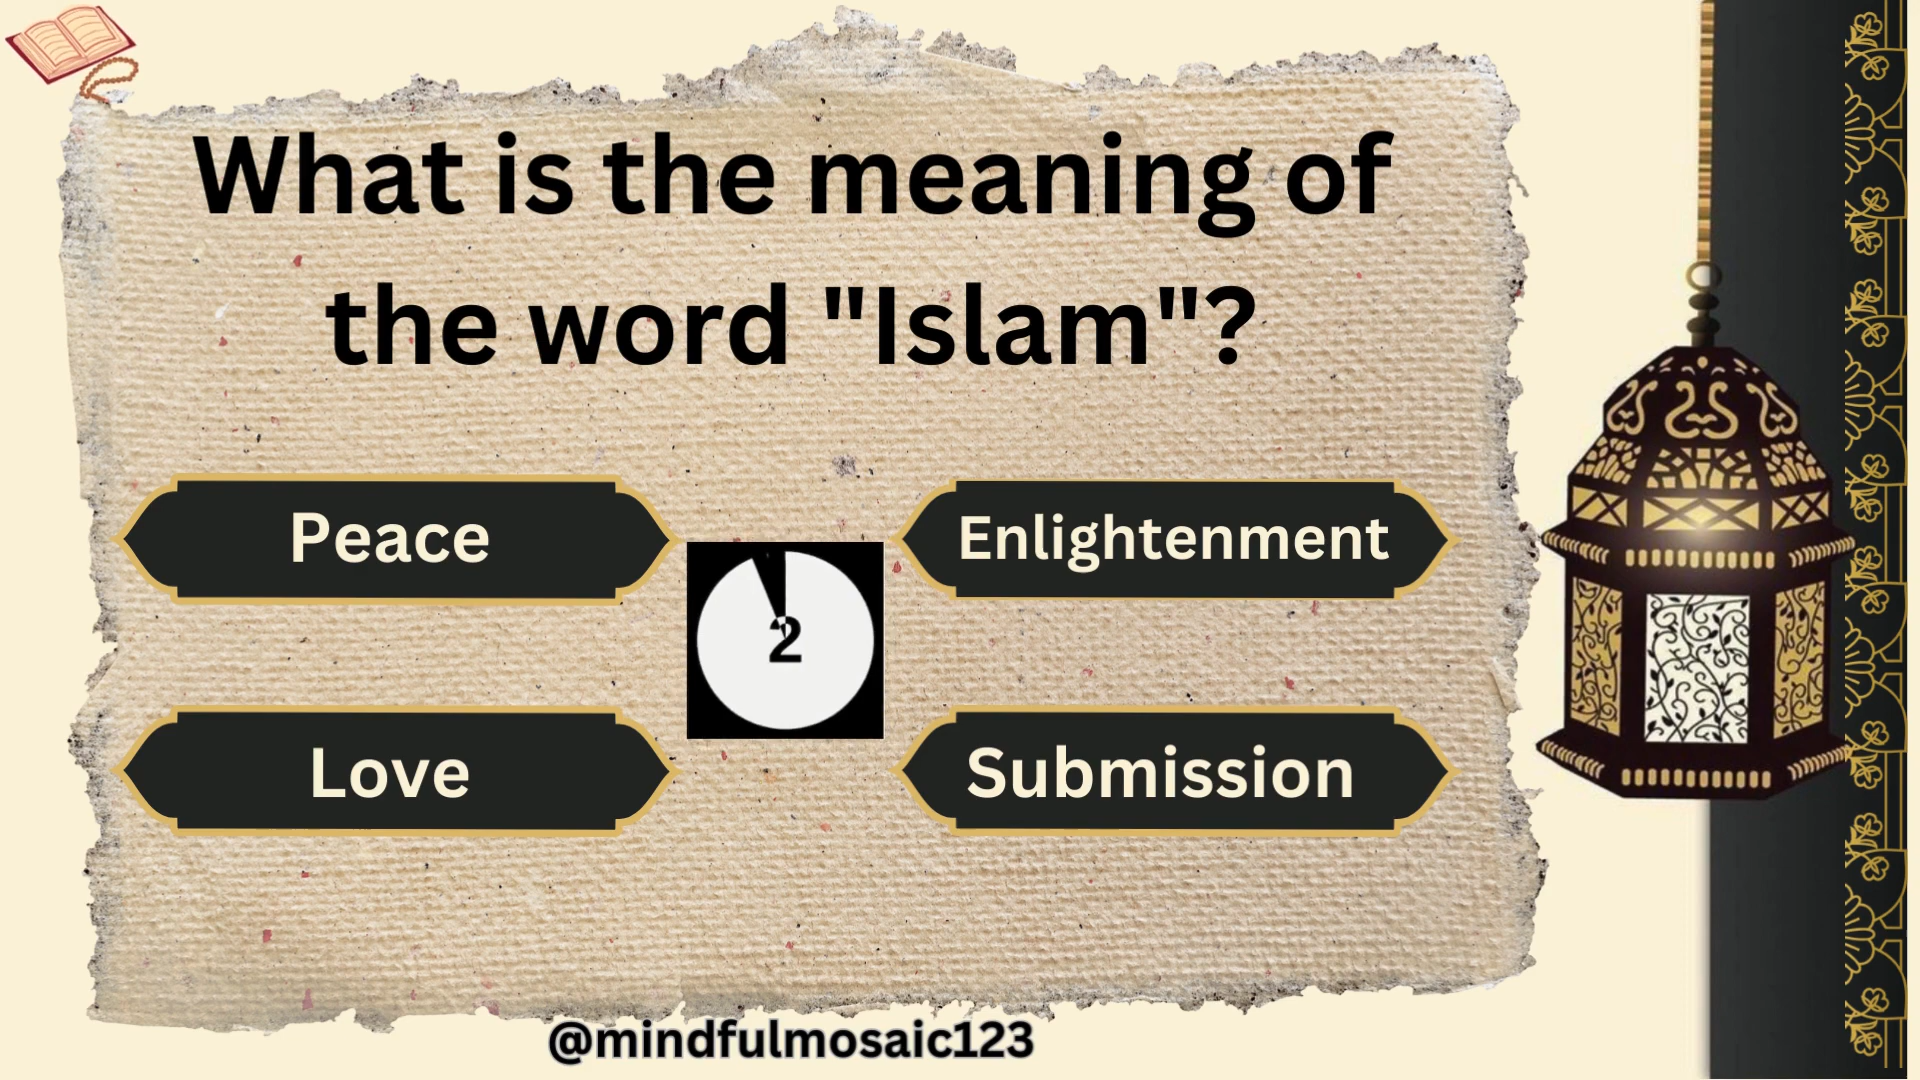 What is the meaning of
the word "Islam"?
Peace
Enlightenment
2
Love
Submission
@mindfulmosaic123